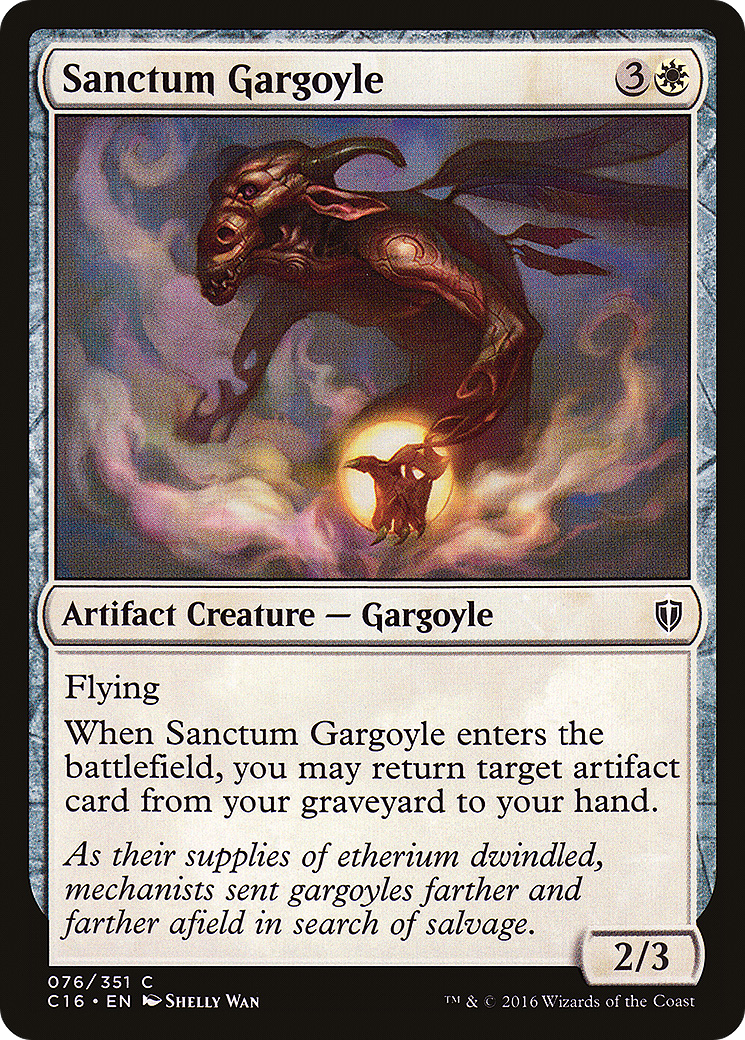 Sanctum Gargoyle 3
Artifact Creature — Gargoyle
Flying
When Sanctum Gargoyle enters the
battlefield, you may return target artifact
card from your graveyard to your hand.
As their supplies of etherium dwindled,
mechanists sent gargoyles farther and
farther afield in search of salvage.
2/3
076/351 C
C16 • EN Shelly Wan
™ & © 2016 Wizards of the Coast